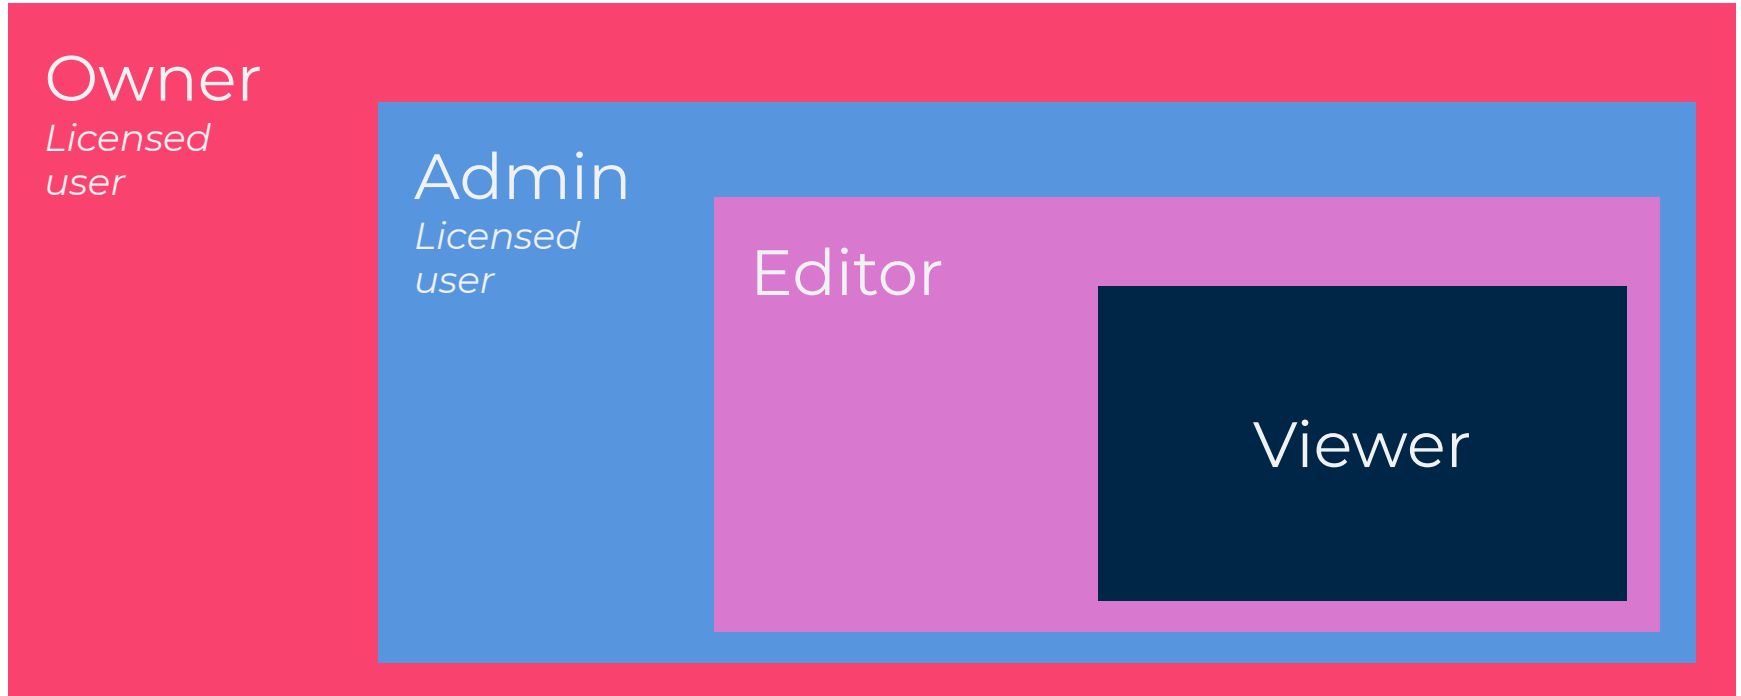 Owner
Licensed
user
Admin
Licensed
user
Editor
Viewer